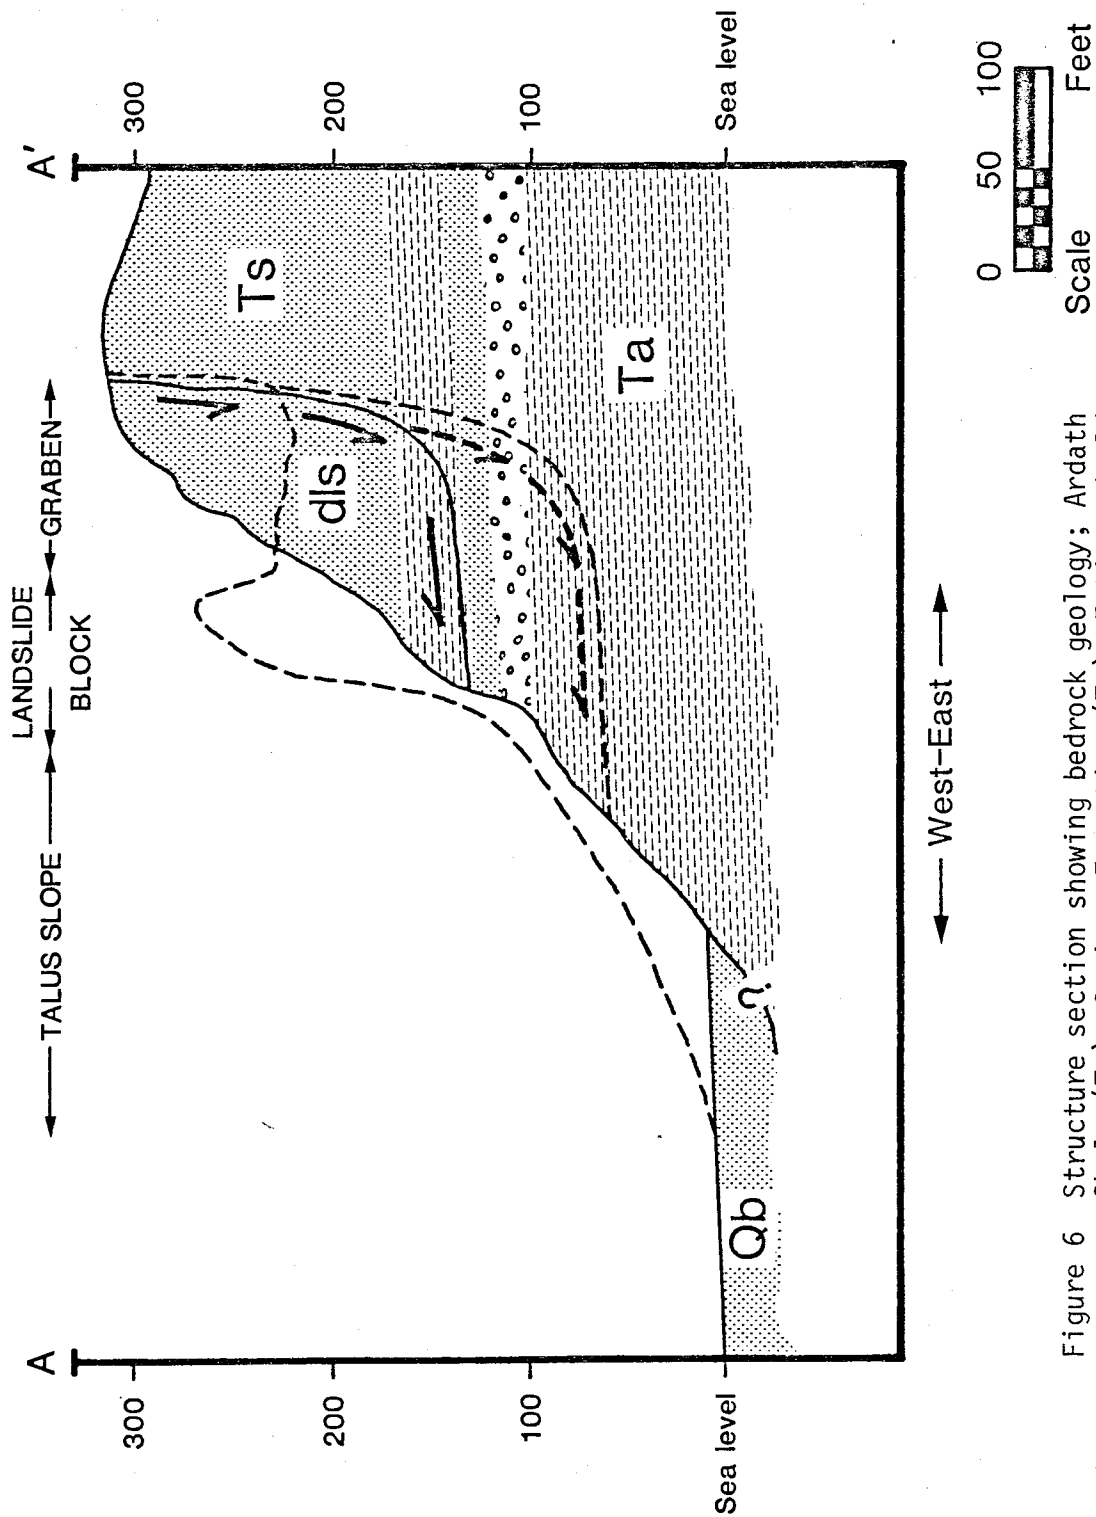 A
A'
TALUS SLOPE
LANDSLIDE
BLOCK
GRABEN
300
200
100
Sea level
300
200
100
Sea level
Ts
dls
Ta
Qb
?
West-East
0 50 100
Scale Feet
Figure 6 Structure section showing bedrock geology; Ardath